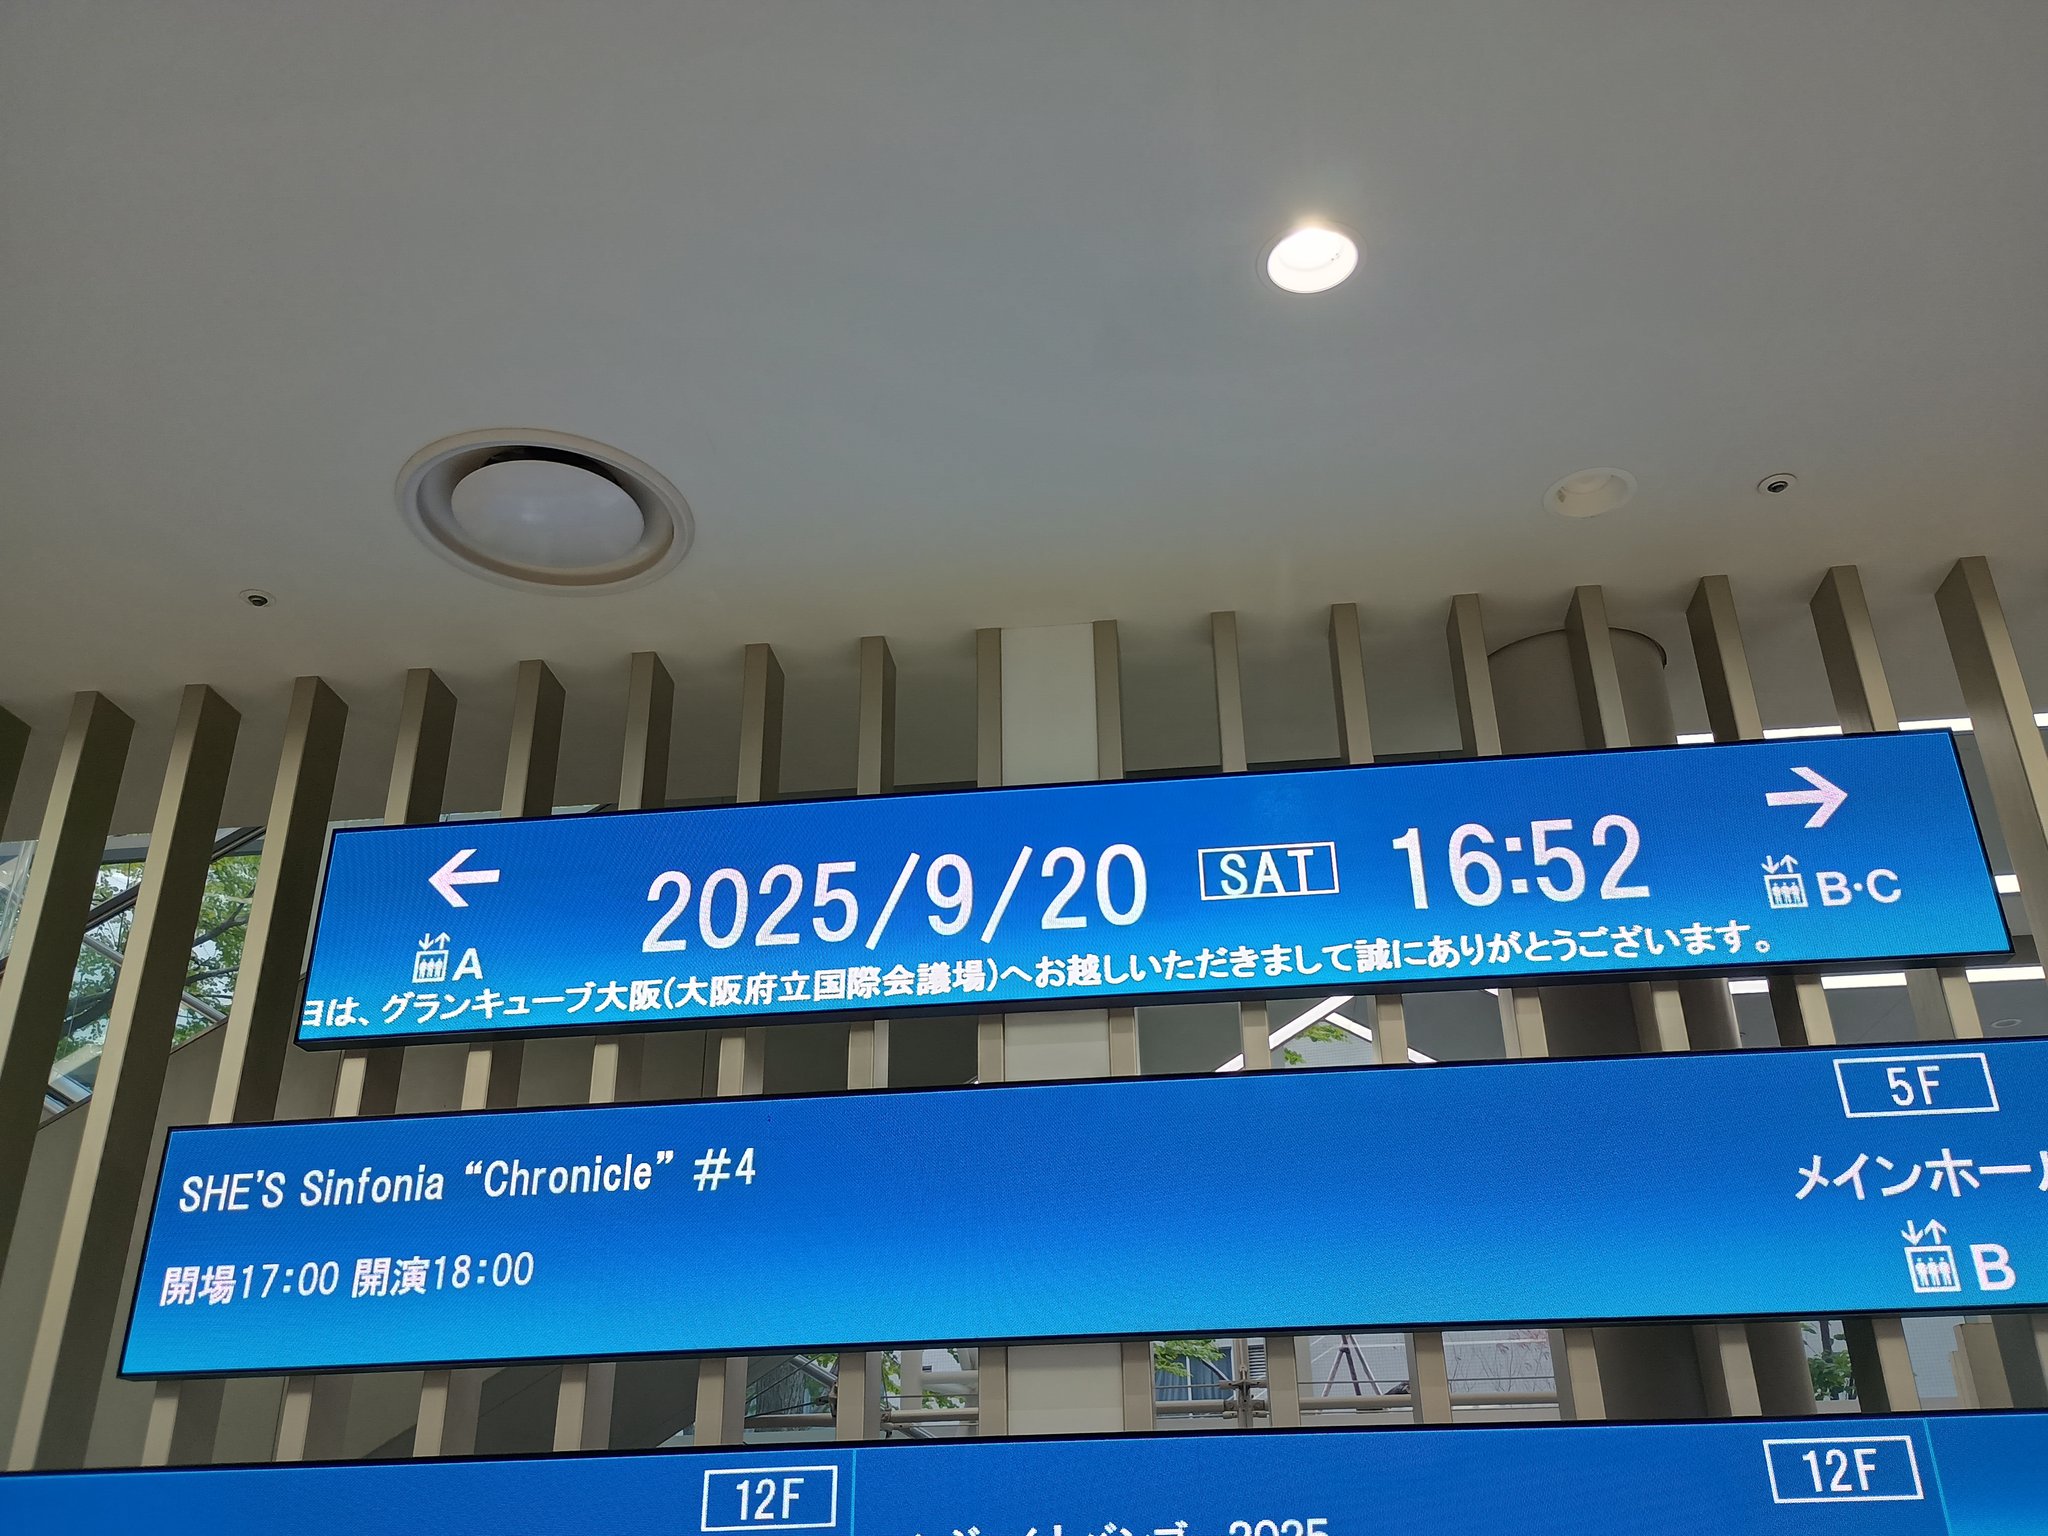 ← 2025/9/20 SAT 16:52 →
A B・C
日は、グランキューブ大阪(大阪府立国際会議場)へお越しいただきまして誠にありがとうございます。
5F
SHE'S Sinfonia “Chronicle” #4
メインホール
開場17:00 開演18:00
B
12F
12F
2025